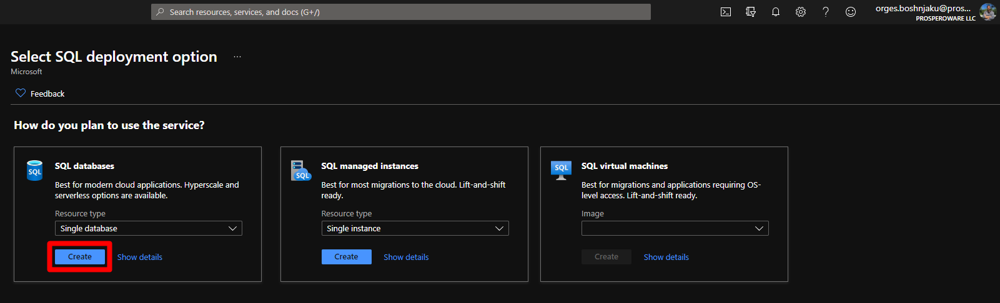 Search resources, services, and docs (G+/)
orges.boshnjaku@pros...
PROSPEROWARE LLC
Select SQL deployment option ...
Microsoft
Feedback
How do you plan to use the service?
SQL
SQL databases
Best for modern cloud applications. Hyperscale and
serverless options are available.
Resource type
Single database
Create
Show details
SQL
SQL managed instances
Best for most migrations to the cloud. Lift-and-shift
ready.
Resource type
Single instance
Create
Show details
SQL
SQL virtual machines
Best for migrations and applications requiring OS-
level access. Lift-and-shift ready.
Image
Create
Show details